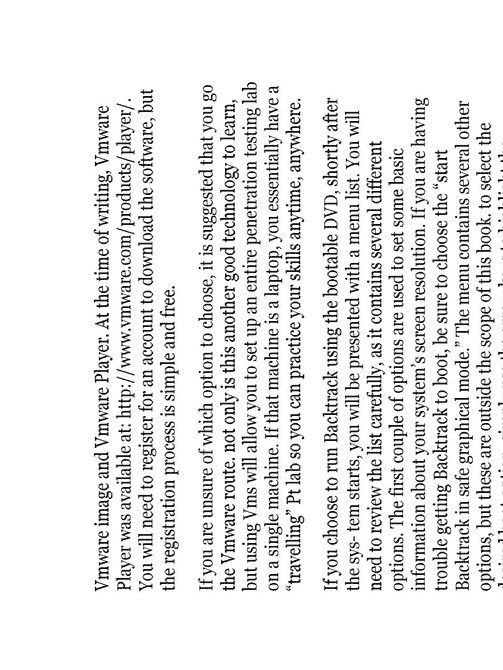 Vmware image and Vmware Player. At the time of writing, Vmware
Player was available at: http://www.vmware.com/products/player/.
You will need to register for an account to download the software, but
the registration process is simple and free.
If you are unsure of which option to choose, it is suggested that you go
the Vmware route. not only is this another good technology to learn,
but using Vms will allow you to set up an entire penetration testing lab
on a single machine. If that machine is a laptop, you essentially have a
“travelling” Pt lab so you can practice your skills anytime, anywhere.
If you choose to run Backtrack using the bootable DVD, shortly after
the sys- tem starts, you will be presented with a menu list. You will
need to review the list carefully, as it contains several different
options. The first couple of options are used to set some basic
information about your system’s screen resolution. If you are having
trouble getting Backtrack to boot, be sure to choose the “start
Backtrack in safe graphical mode.” The menu contains several other
options, but these are outside the scope of this book. to select the